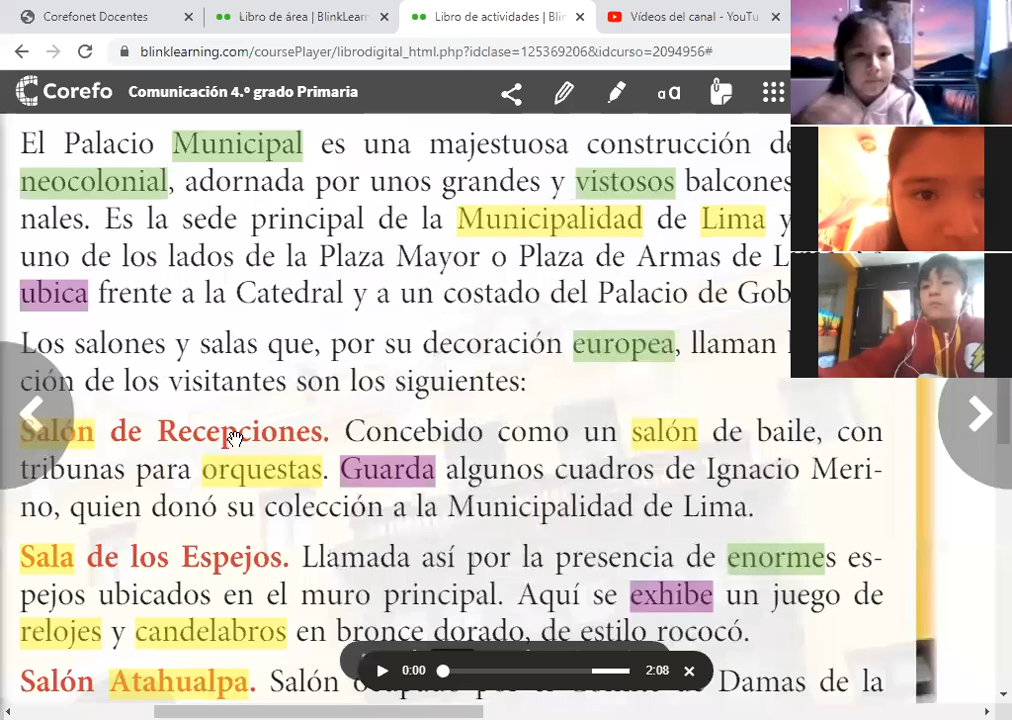 Corefonet Docentes
Libro de área | BlinkLear
Libro de actividades | Blin
Vídeos del canal - YouTu
blinklearning.com/coursePlayer/librodigital_html.php?idclase=125369206&idcurso=2094956#
Corefo
Comunicación 4.º grado Primaria
aa
El Palacio Municipal es una majestuosa construcción de
neocolonial, adornada por unos grandes y vistosos balcones
nales. Es la sede principal de la Municipalidad de Lima y
uno de los lados de la Plaza Mayor o Plaza de Armas de L
ubica frente a la Catedral y a un costado del Palacio de Gob
Los salones y salas que, por su decoración europea, llaman l
ción de los visitantes son los siguientes:
Salón de Recepciones. Concebido como un salón de baile, con
tribunas para orquestas. Guarda algunos cuadros de Ignacio Meri-
no, quien donó su colección a la Municipalidad de Lima.
Sala de los Espejos. Llamada así por la presencia de enormes es-
pejos ubicados en el muro principal. Aquí se exhibe un juego de
relojes y candelabros en bronce dorado, de estilo rococó.
0:00 2:08
Salón Atahualpa. Salón Damas de la